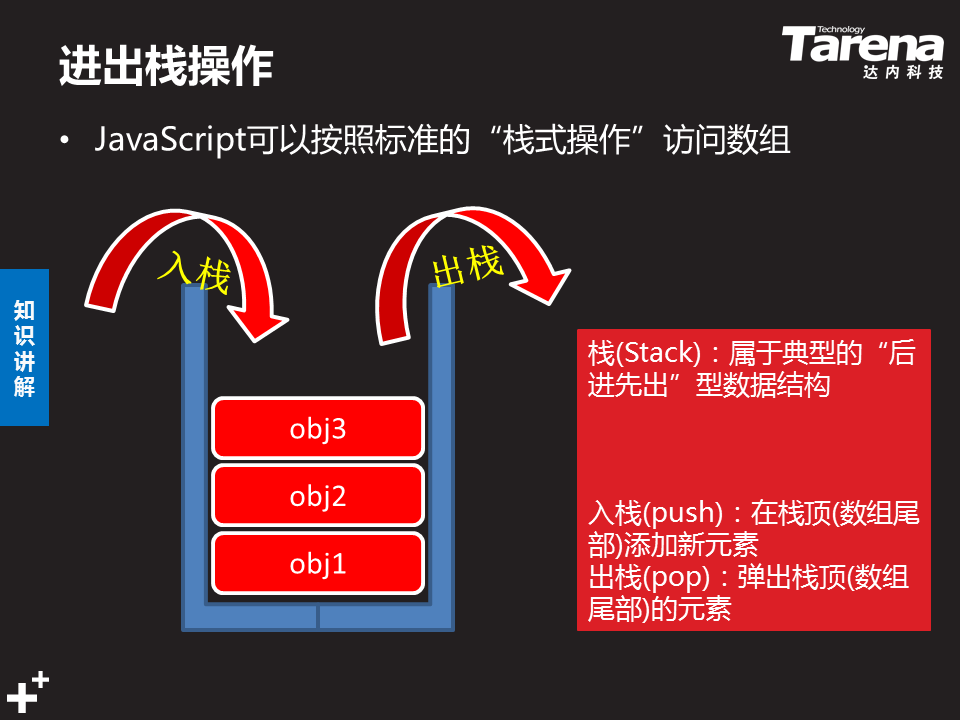 进出栈操作
Technology
Tarena
达内科技
• JavaScript可以按照标准的“栈式操作”访问数组
入栈
出栈
知识讲解
obj3
obj2
obj1
栈(Stack)：属于典型的“后
进先出”型数据结构
入栈(push)：在栈顶(数组尾
部)添加新元素
出栈(pop)：弹出栈顶(数组
尾部)的元素